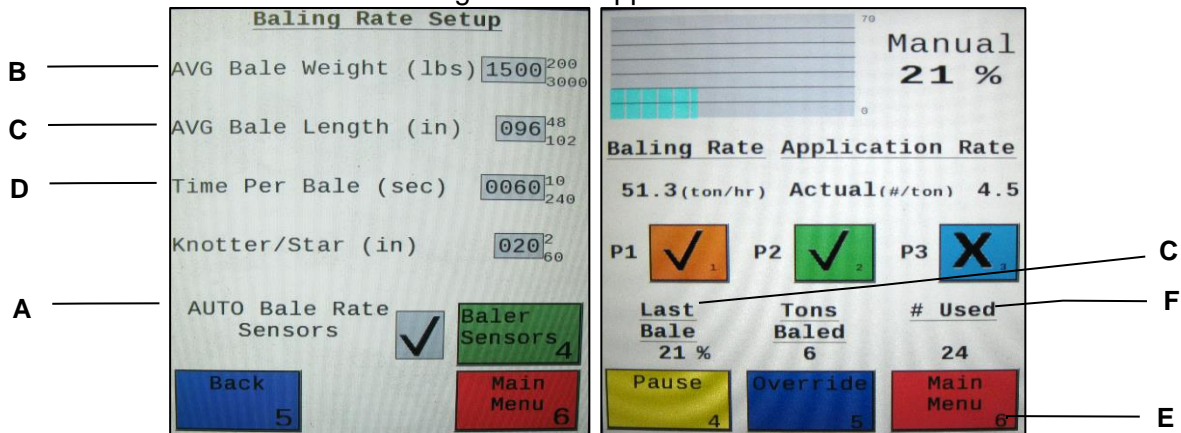 Baling Rate Setup
B
AVG Bale Weight (lbs) 1500 200 3000
C
AVG Bale Length (in) 096 48 102
D
Time Per Bale (sec) 0060 10 240
Knotter/Star (in) 020 2 60
A
AUTO Bale Rate
Sensors
Baler
Sensors 4
Back
5
Main
Menu
6
70
Manual
21 %
0
Baling Rate Application Rate
51.3(ton/hr) Actual(#/ton) 4.5
P1 1 P2 2 P3 X 3
C
Last
Bale
21 %
Tons
Baled
6
# Used
24
F
Pause
4
Override
5
Main
Menu
6
E